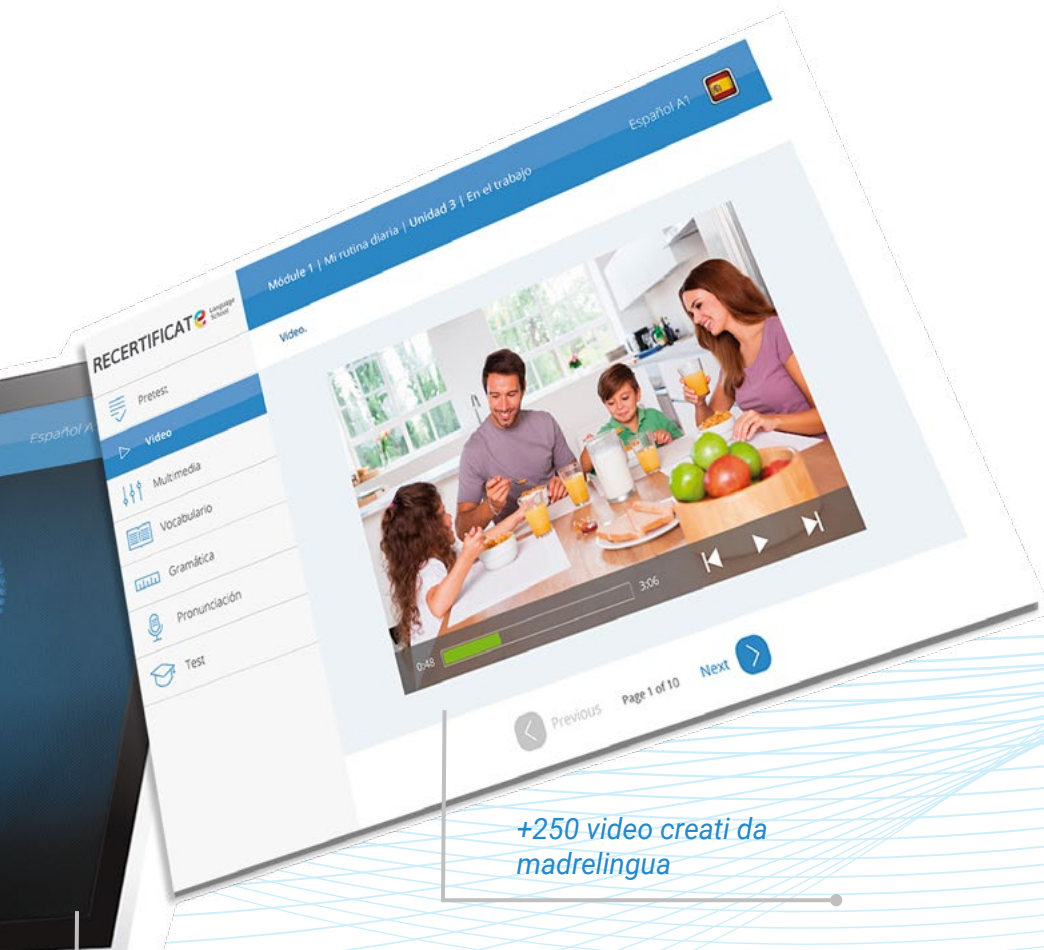 Español A1
Módule 1 | Mi rutina diaria | Unidad 3 | En el trabajo
RECERTIFICATe Language School
Video.
Pretest
Video
Multimedia
Vocabulario
Gramática
Pronunciación
Test
Español A
0:48
3:06
Previous
Page 1 of 10
Next
+250 video creati da
madrelingua